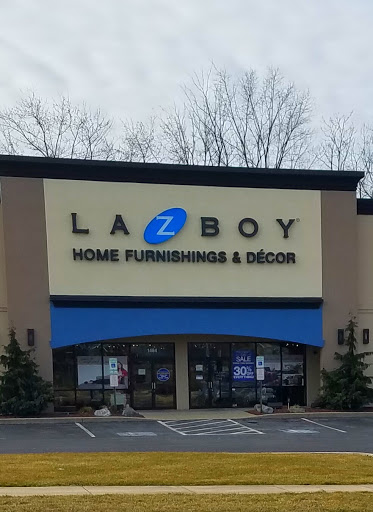 LA Z BOY®
HOME FURNISHINGS & DÉCOR
SALE
30%